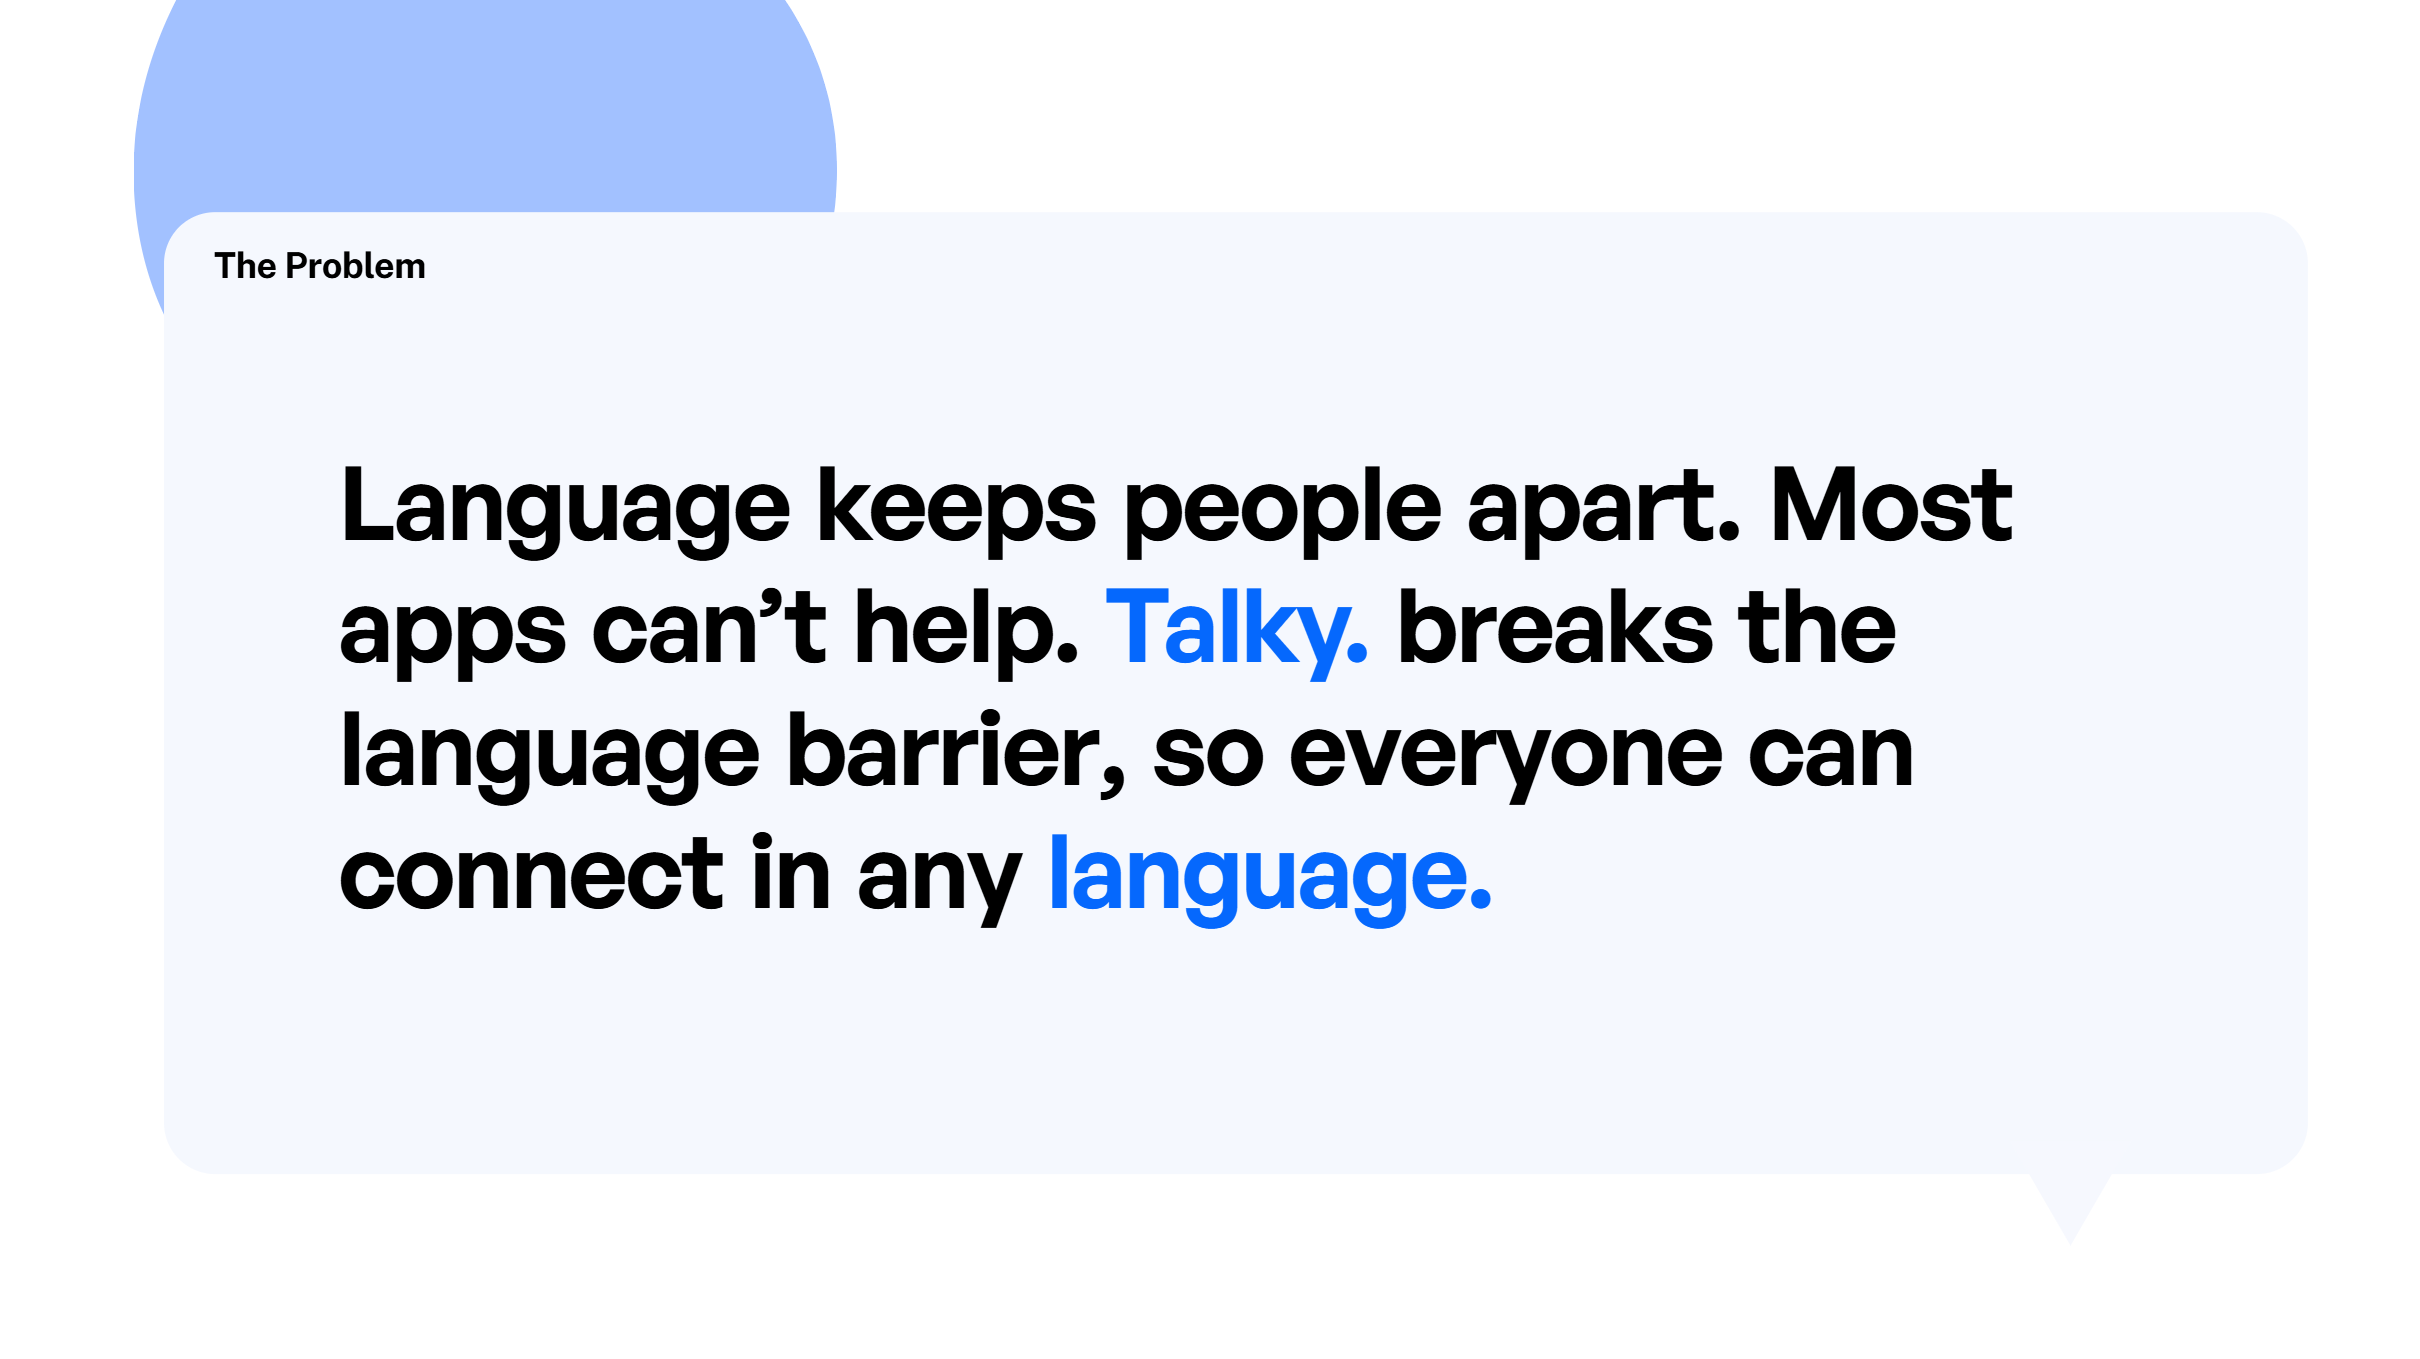 The Problem
Language keeps people apart. Most
apps can’t help. Talky. breaks the
language barrier, so everyone can
connect in any language.